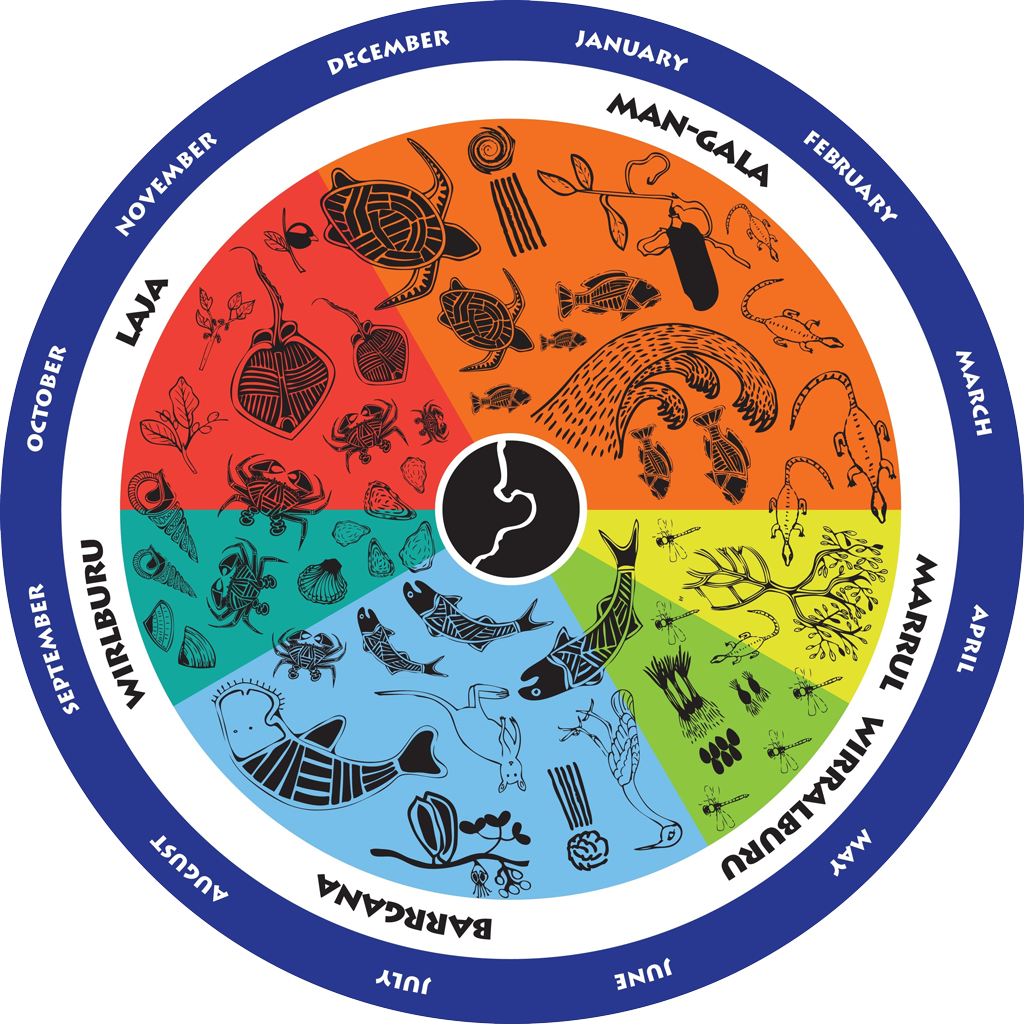 JANUARY
FEBRUARY
MARCH
APRIL
MAY
JUNE
JULY
AUGUST
SEPTEMBER
OCTOBER
NOVEMBER
DECEMBER
MAN-GALA
MARRUL
WIRRALBURU
BARRGANA
WIRLBURU
LAJA